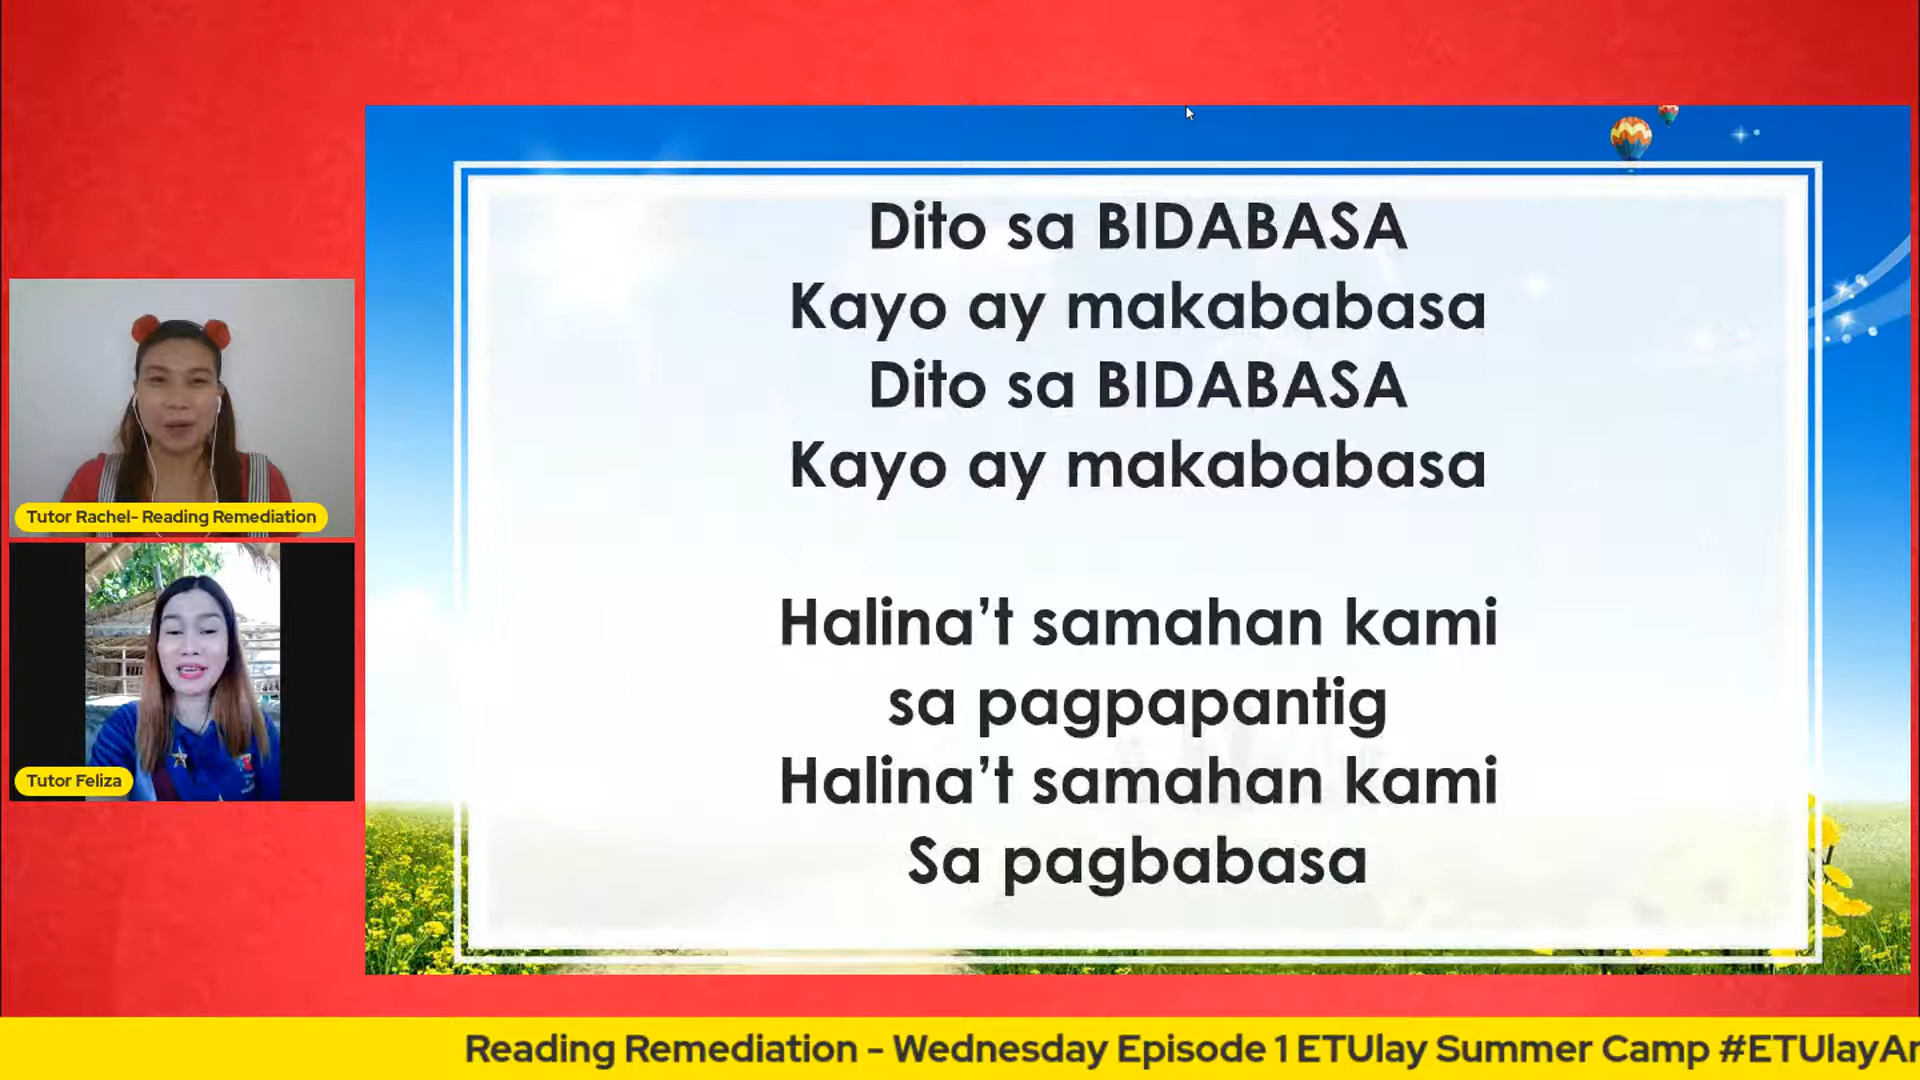 Dito sa BIDABASA
Kayo ay makababasa
Dito sa BIDABASA
Kayo ay makababasa
Halina’t samahan kami
sa pagpapantig
Halina’t samahan kami
Sa pagbabasa
Tutor Rachel- Reading Remediation
Tutor Feliza
Reading Remediation - Wednesday Episode 1 ETUlay Summer Camp